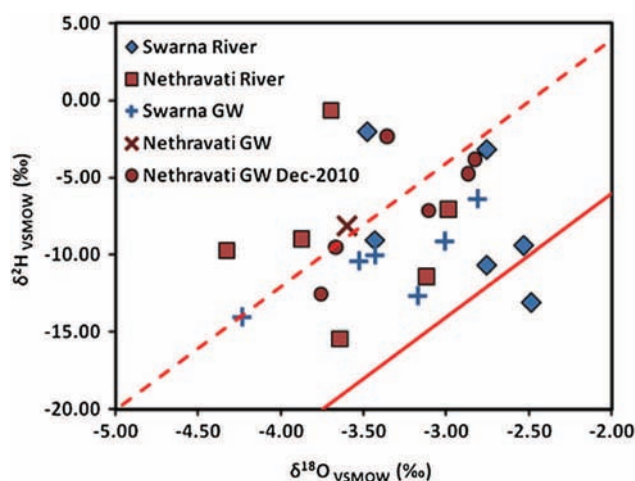 5.00
0.00
-5.00
-10.00
-15.00
-20.00
δ²H VSMOW (‰)
Swarna River
Nethravati River
Swarna GW
Nethravati GW
Nethravati GW Dec-2010
-5.00 -4.50 -4.00 -3.50 -3.00 -2.50 -2.00
δ¹⁸O VSMOW (‰)